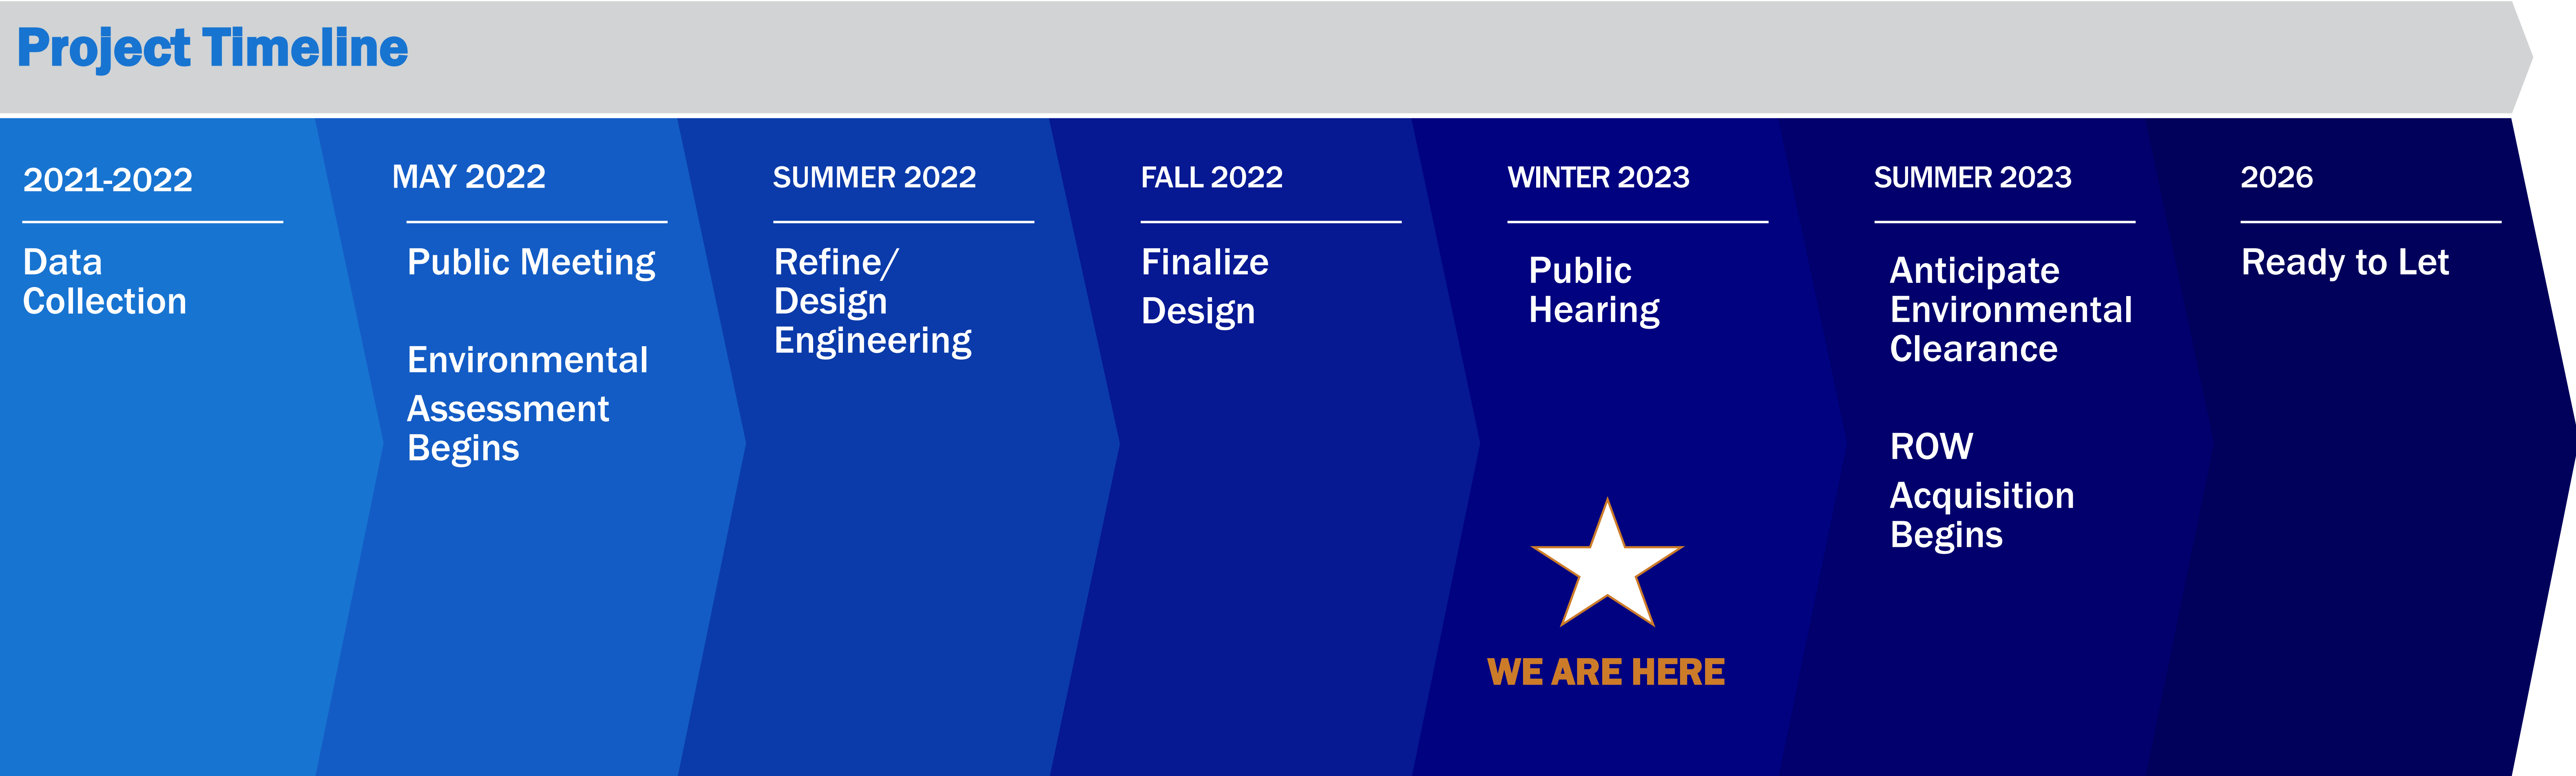 Project Timeline
2021-2022
Data
Collection
MAY 2022
Public Meeting
Environmental
Assessment
Begins
SUMMER 2022
Refine/
Design
Engineering
FALL 2022
Finalize
Design
WINTER 2023
Public
Hearing
WE ARE HERE
SUMMER 2023
Anticipate
Environmental
Clearance
ROW
Acquisition
Begins
2026
Ready to Let